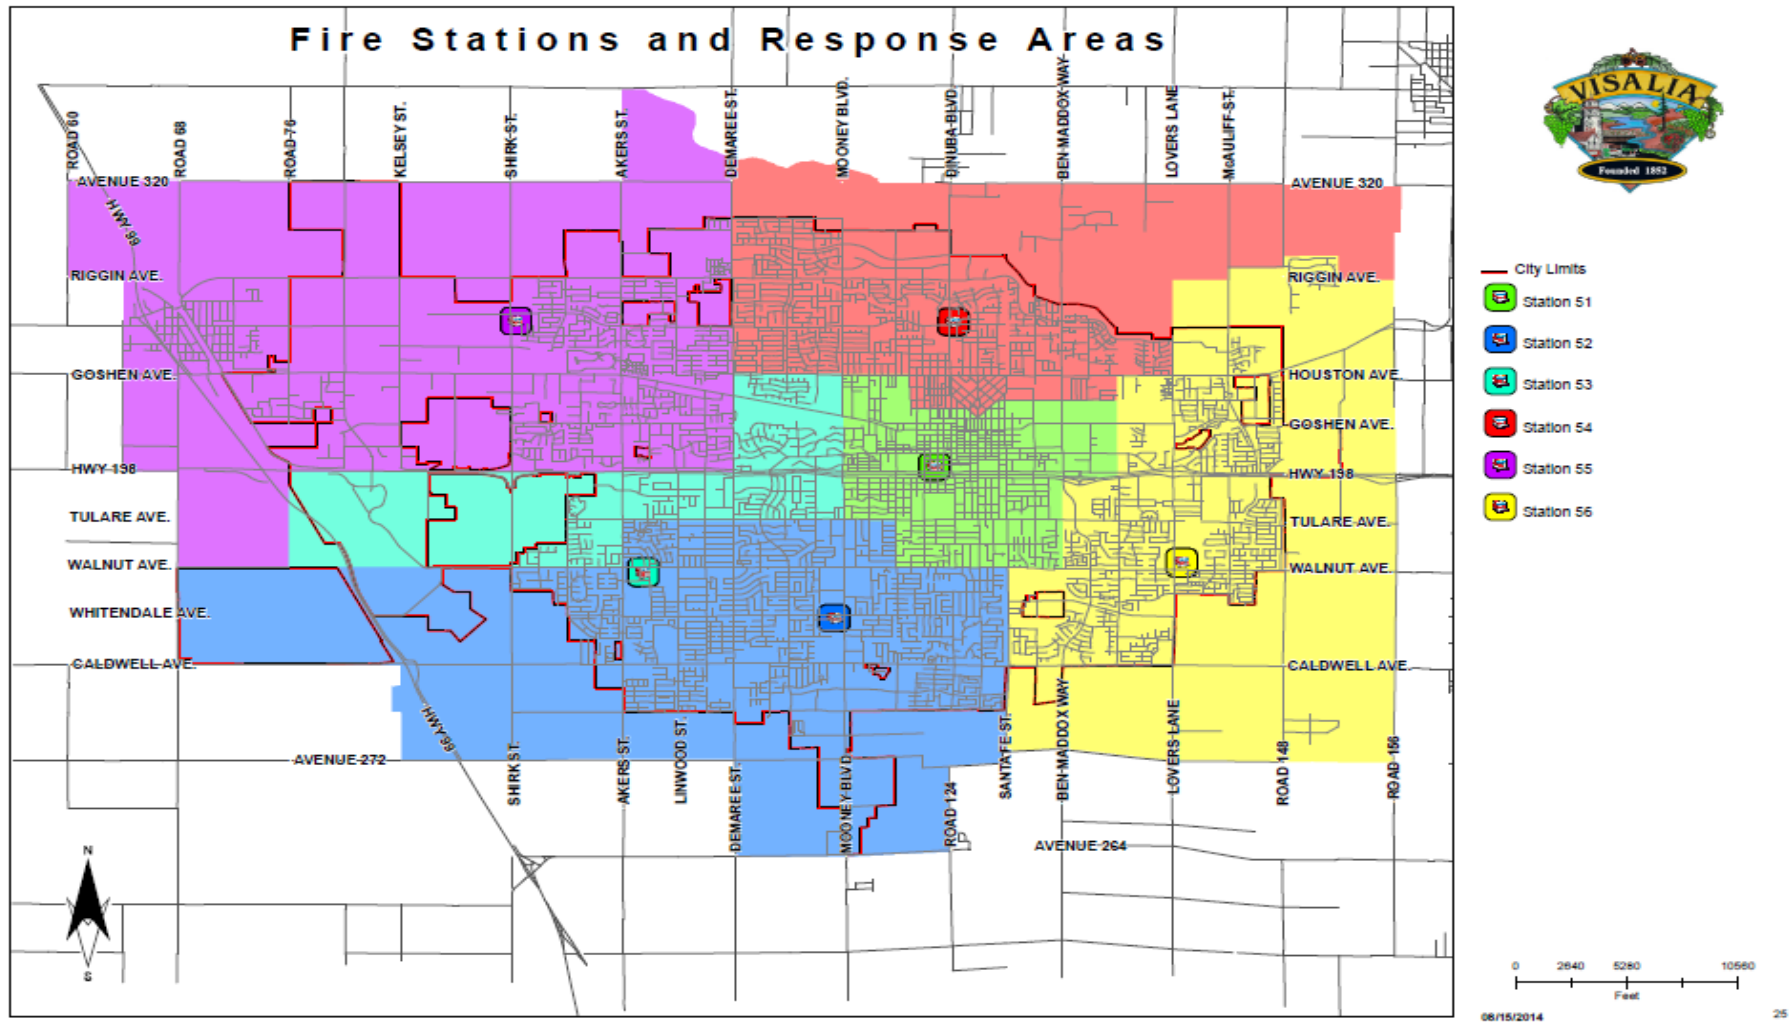 Fire Stations and Response Areas
VISALIA
Founded 1852
ROAD 60
ROAD 68
ROAD 76
KELSEY ST.
SHIRK ST.
AKERS ST.
DEMAREE ST.
MOONEY BLVD.
DINUBA BLVD.
BEN MADDOX WAY
LOVERS LANE
McAULIFF ST.
AVENUE 320
AVENUE 320
HWY 99
RIGGIN AVE.
RIGGIN AVE.
City Limits
Station 51
Station 52
Station 53
Station 54
Station 55
Station 56
GOSHEN AVE.
HOUSTON AVE.
GOSHEN AVE.
HWY 198
HWY 198
TULARE AVE.
TULARE AVE.
WALNUT AVE.
WALNUT AVE.
WHITENDALE AVE.
CALDWELL AVE.
CALDWELL AVE.
HWY 99
AVENUE 272
SHIRK ST.
AKERS ST.
LINWOOD ST.
DEMAREE ST.
MOONEY BLVD.
ROAD 124
SANTA FE ST.
BEN MADDOX WAY
LOVERS LANE
ROAD 148
ROAD 156
AVENUE 264
N
S
0 2640 5280 10560
Feet
08/15/2014
25